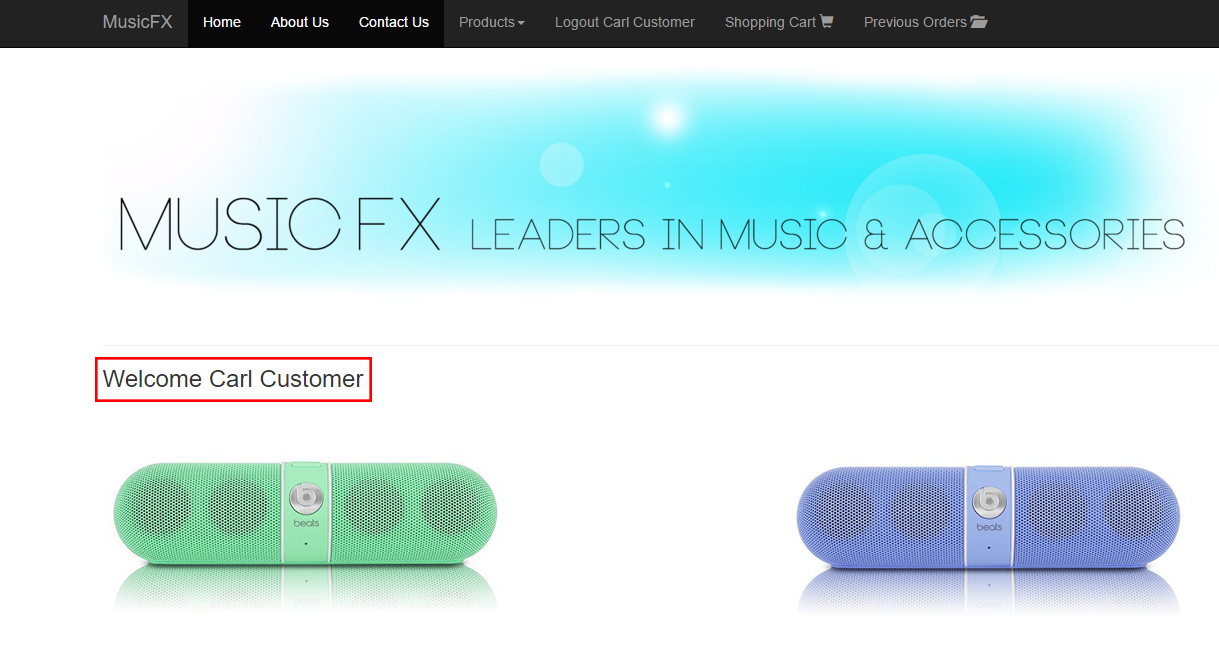 MusicFX Home About Us Contact Us Products Logout Carl Customer Shopping Cart Previous Orders
MUSIC FX LEADERS IN MUSIC & ACCESSORIES
Welcome Carl Customer
beats
beats